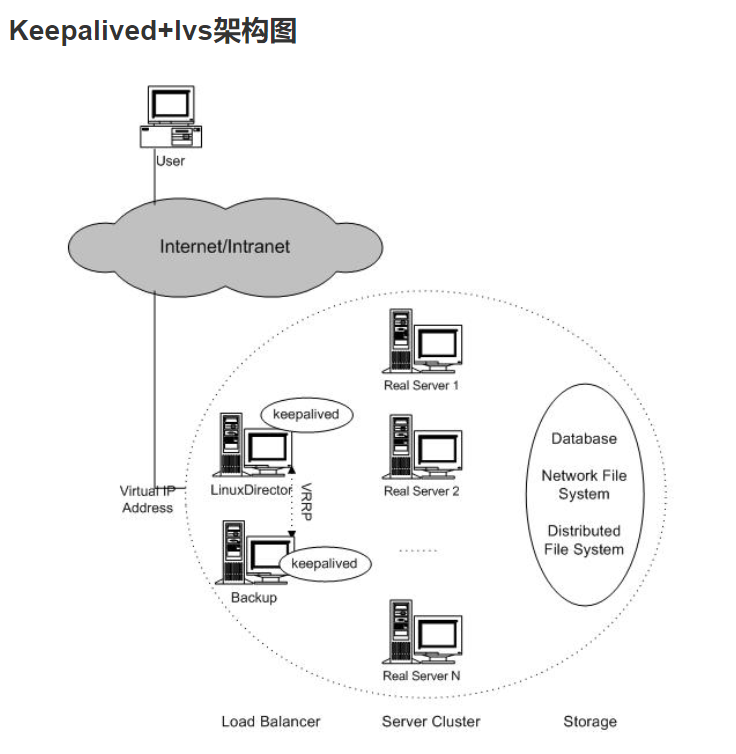 Keepalived+lvs架构图
User
Internet/Intranet
Real Server 1
keepalived
LinuxDirector
Virtual IP
Address
VRRP
Real Server 2
keepalived
Backup
......
Real Server N
Database
Network File
System
Distributed
File System
Load Balancer
Server Cluster
Storage